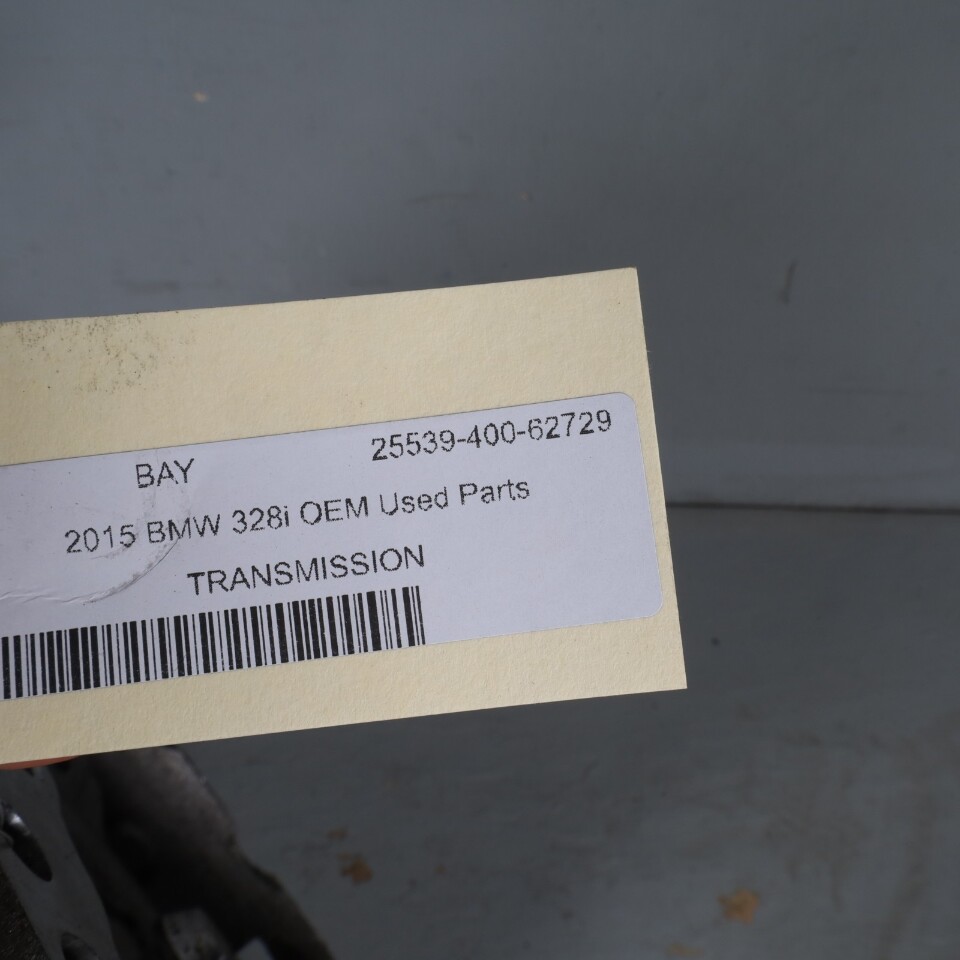 BAY 25539-400-62729
2015 BMW 328i OEM Used Parts
TRANSMISSION